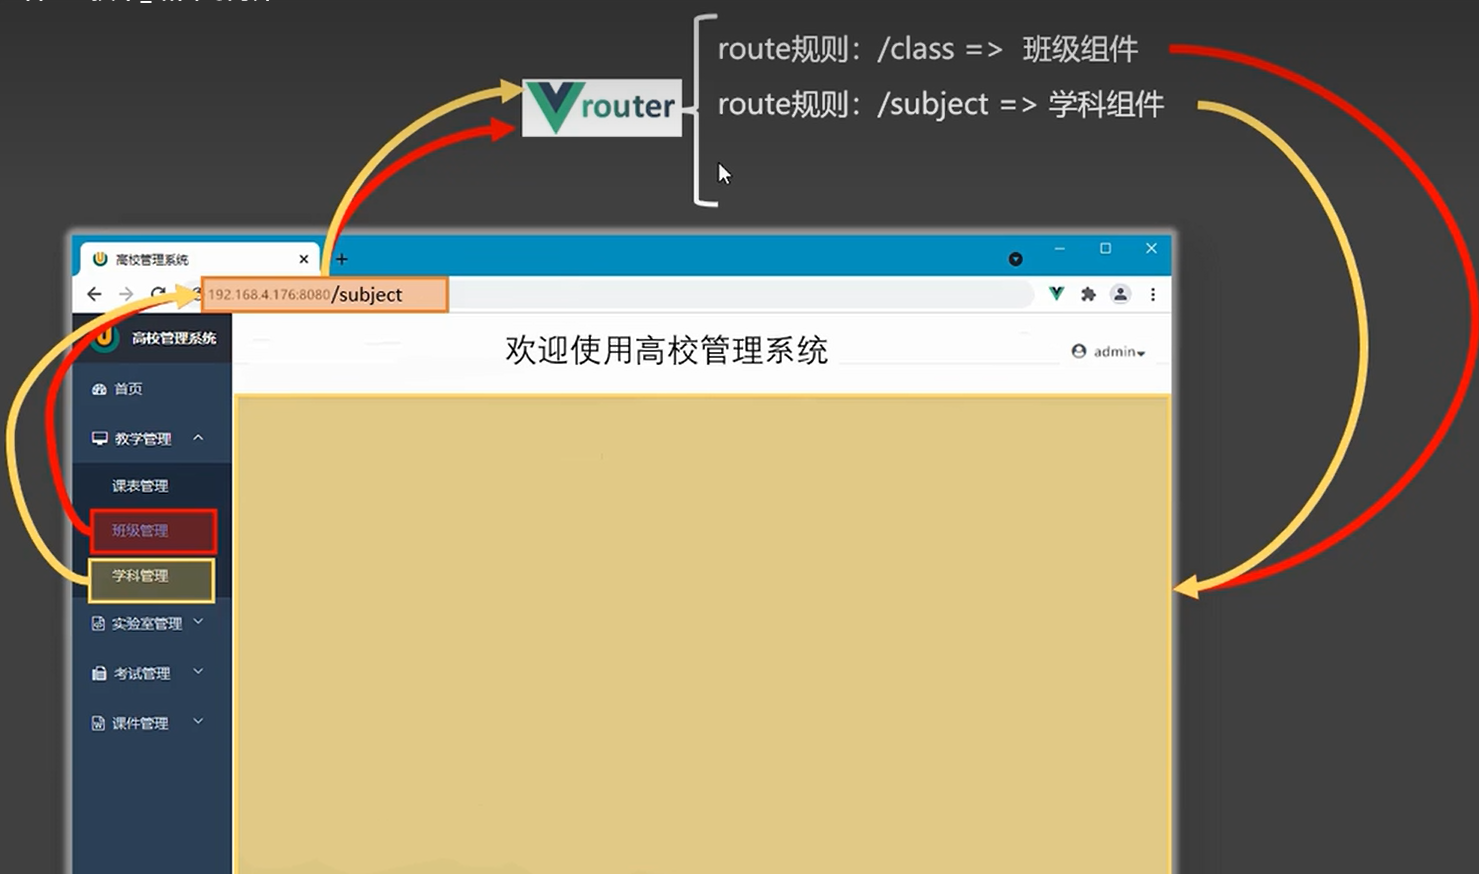 route规则：/class => 班级组件
route规则：/subject => 学科组件
router
高校管理系统
192.168.4.176:8080/subject
高校管理系统
欢迎使用高校管理系统
admin
首页
教学管理
课表管理
班级管理
学科管理
实验室管理
考试管理
课件管理